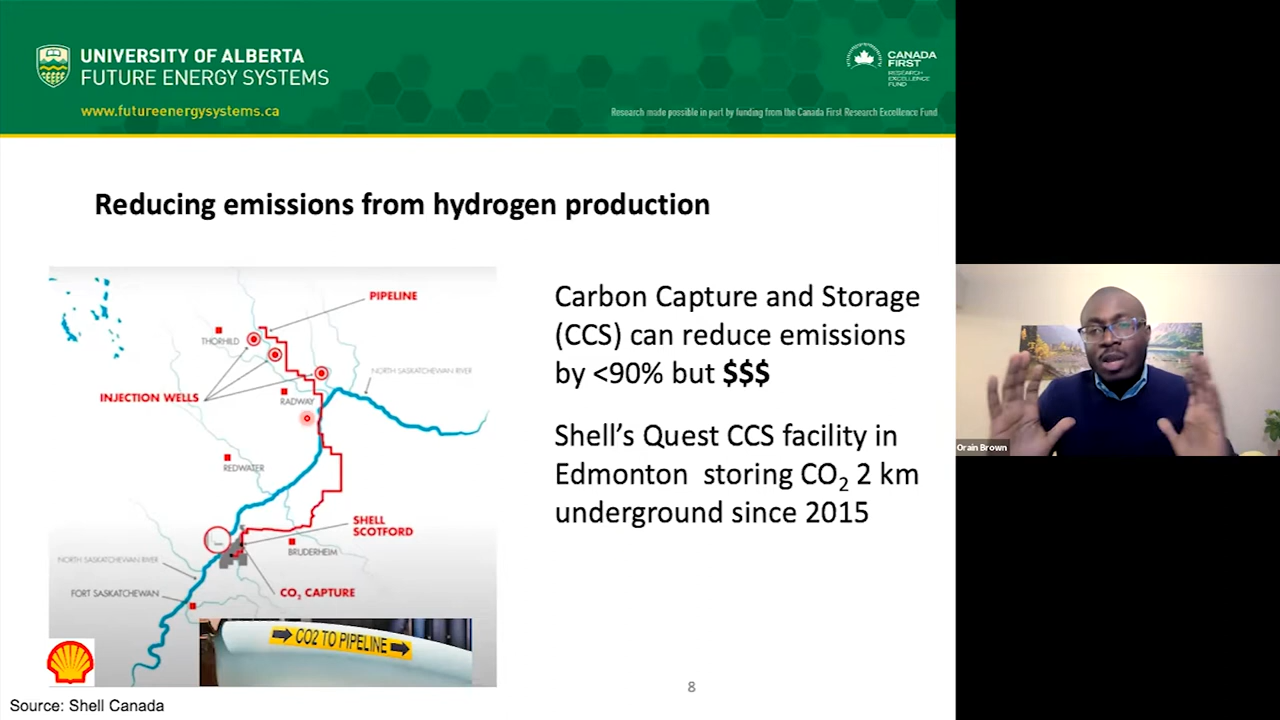 UNIVERSITY OF ALBERTA
FUTURE ENERGY SYSTEMS
www.futureenergysystems.ca
CANADA
FIRST
RESEARCH
EXCELLENCE
FUND
Research made possible in part by funding from the Canada First Research Excellence Fund
Reducing emissions from hydrogen production
PIPELINE
THORHILD
NORTH SASKATCHEWAN RIVER
INJECTION WELLS
RADWAY
REDWATER
SHELL
SCOTFORD
BRUDERHEIM
NORTH SASKATCHEWAN RIVER
FORT SASKATCHEWAN
CO₂ CAPTURE
CO2 TO PIPELINE
Carbon Capture and Storage
(CCS) can reduce emissions
by <90% but $$$
Shell’s Quest CCS facility in
Edmonton storing CO₂ 2 km
underground since 2015
8
Source: Shell Canada
Orain Brown